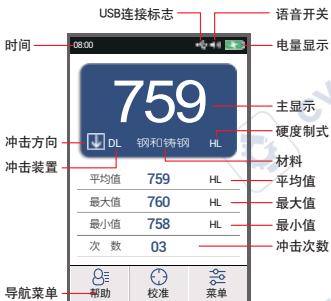 USB连接标志 语音开关
时间 08:00 电量显示
759 主显示
硬度制式
冲击方向 DL 钢和铸钢 HL
冲击装置 材料
平均值 759 HL 平均值
最大值 760 HL 最大值
最小值 758 HL 最小值
次 数 03 冲击次数
导航菜单 帮助 校准 菜单